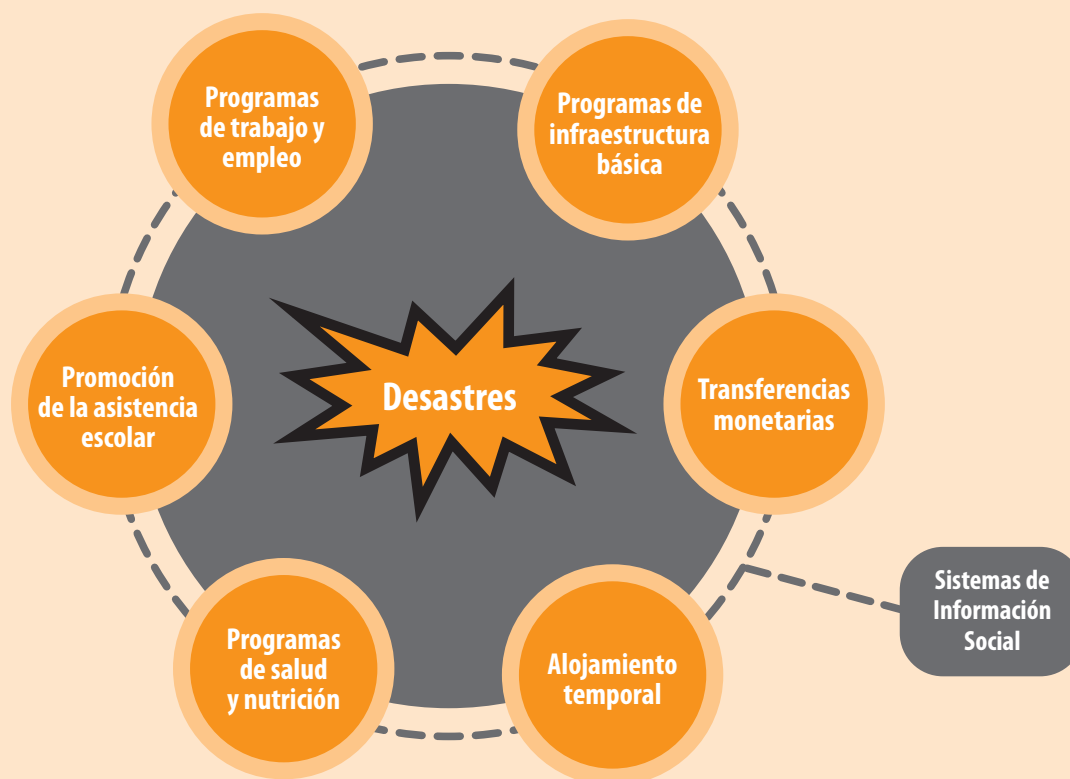 Programas
de trabajo y
empleo
Programas de
infraestructura
básica
Promoción
de la asistencia
escolar
Desastres
Transferencias
monetarias
Programas
de salud
y nutrición
Alojamiento
temporal
Sistemas de
Información
Social